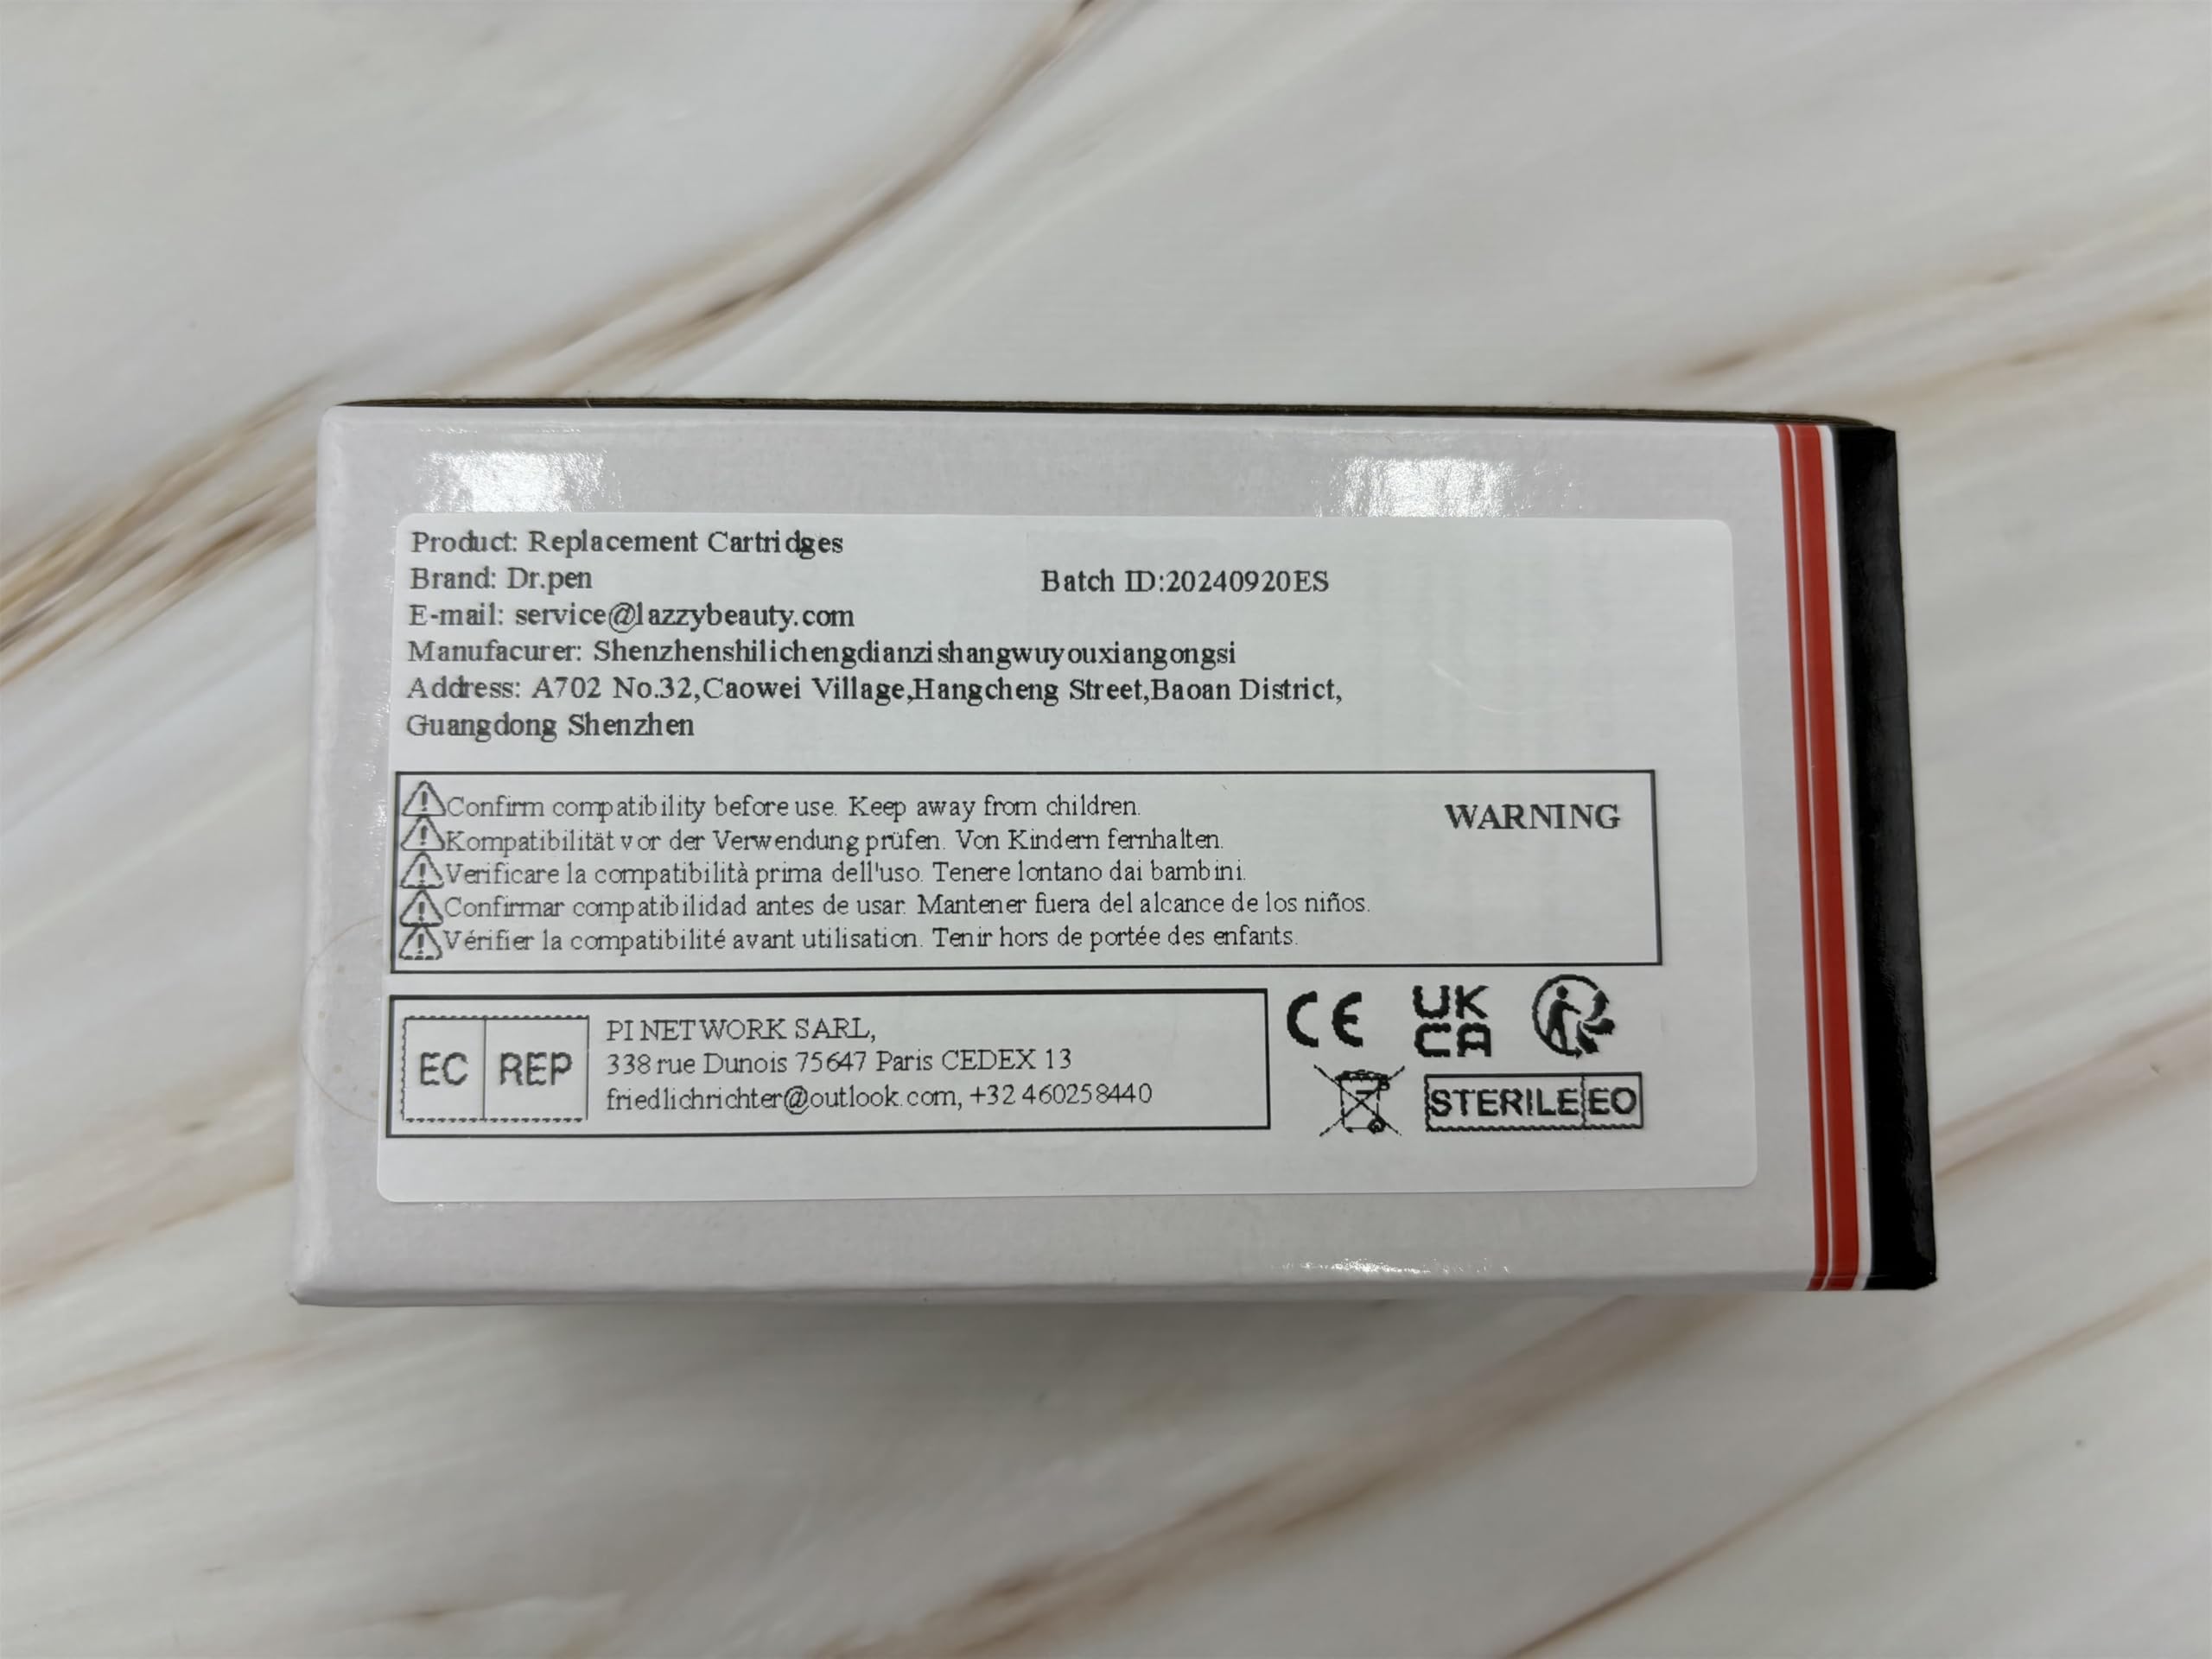 Product: Replacement Cartridges
Brand: Dr.pen
Batch ID:20240920ES
E-mail: service@lazzybeauty.com
Manufacurer: Shenzhenshilichengdianzishangwuyouxiangongsi
Address: A702 No.32,Caowei Village,Hangcheng Street,Baoan District,
Guangdong Shenzhen
Confirm compatibility before use. Keep away from children.
WARNING
Kompatibilität vor der Verwendung prüfen. Von Kindern fernhalten.
Verificare la compatibilità prima dell'uso. Tenere lontano dai bambini.
Confirmar compatibilidad antes de usar. Mantener fuera del alcance de los niños.
Vérifier la compatibilité avant utilisation. Tenir hors de portée des enfants.
EC REP
PI NETWORK SARL,
338 rue Dunois 75647 Paris CEDEX 13
friedlichrichter@outlook.com, +32 460258440
CE
UK
CA
STERILE EO